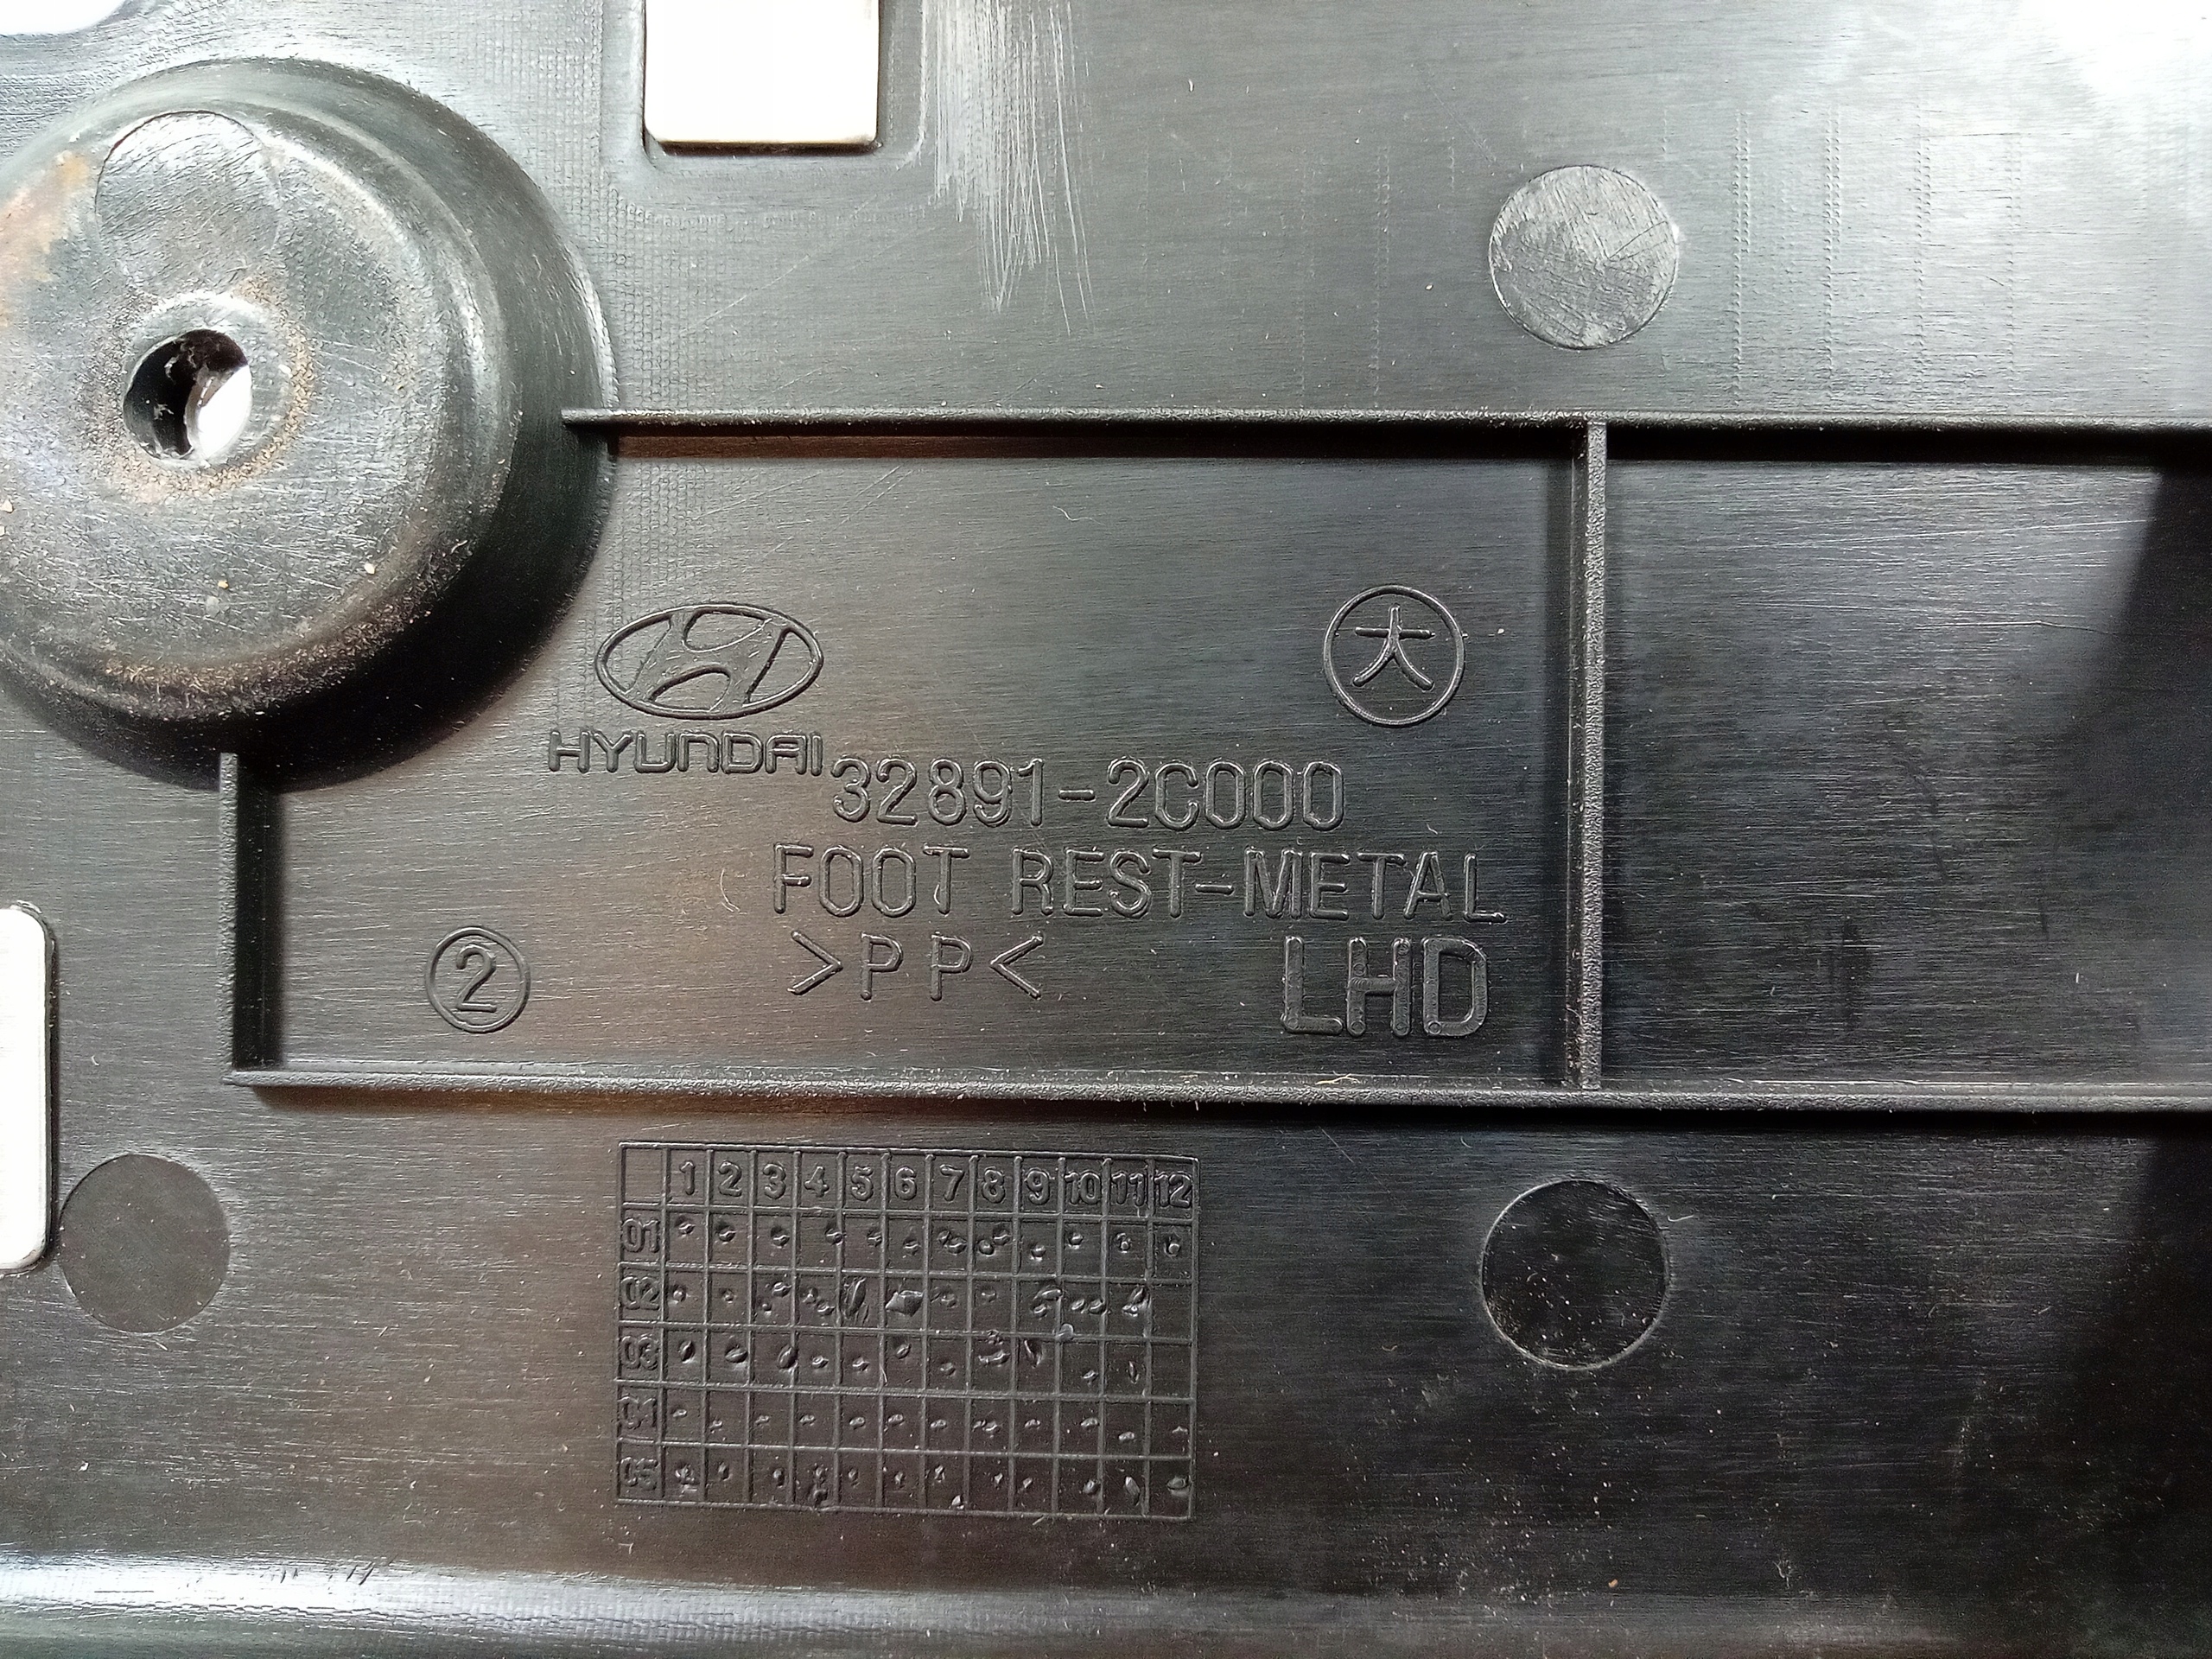 大
HYUNDAI
32891-2C000
FOOT REST-METAL
>PP<
LHD
2
1 2 3 4 5 6 7 8 9 10 11 12
01
02
03
04
05